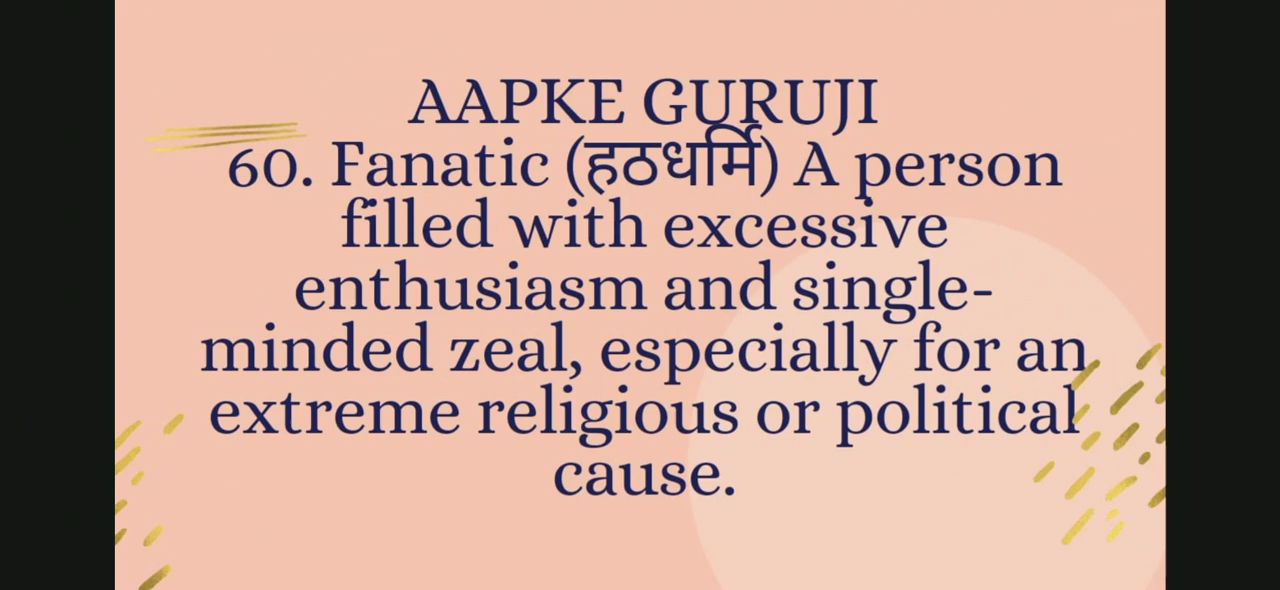 AAPKE GURUJI
60. Fanatic (हठधर्मि) A person
filled with excessive
enthusiasm and single-
minded zeal, especially for an
extreme religious or political
cause.